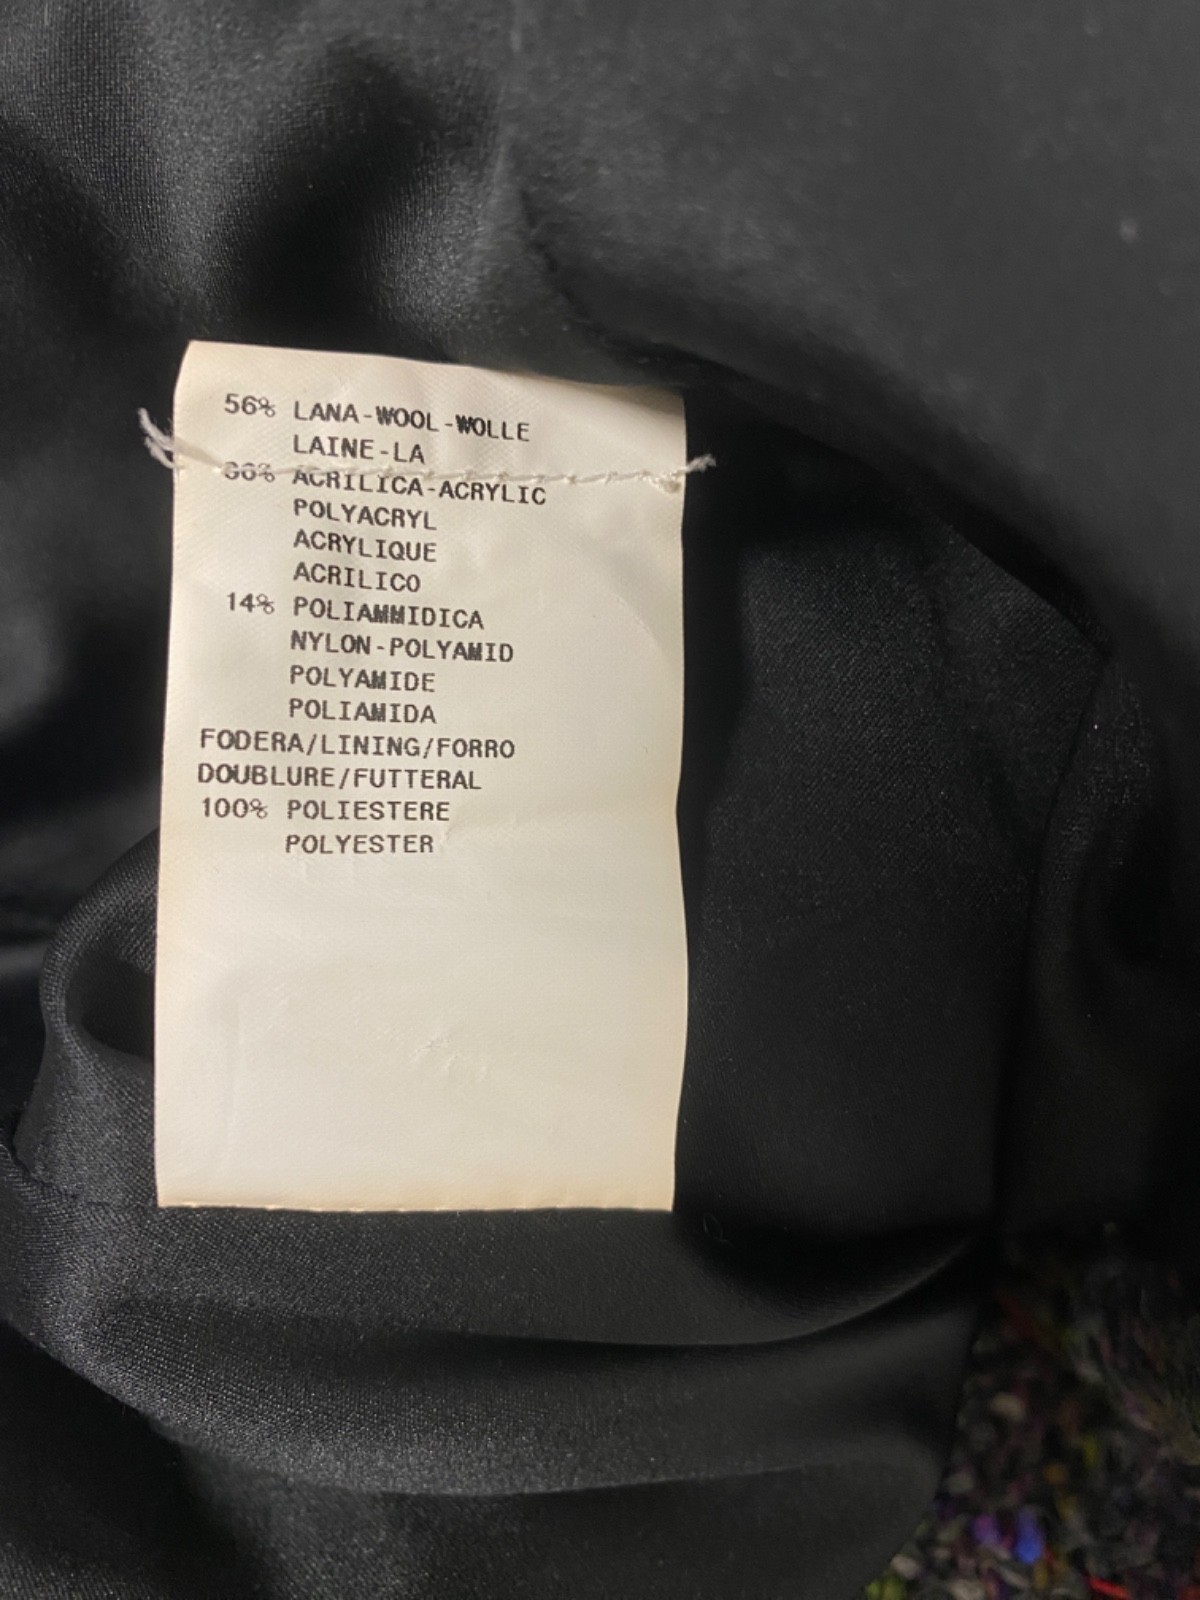 56% LANA-WOOL-WOLLE
LAINE-LA
30% ACRILICA-ACRYLIC
POLYACRYL
ACRYLIQUE
ACRILICO
14% POLIAMMIDICA
NYLON-POLYAMID
POLYAMIDE
POLIAMIDA
FODERA/LINING/FORRO
DOUBLURE/FUTTERAL
100% POLIESTERE
POLYESTER